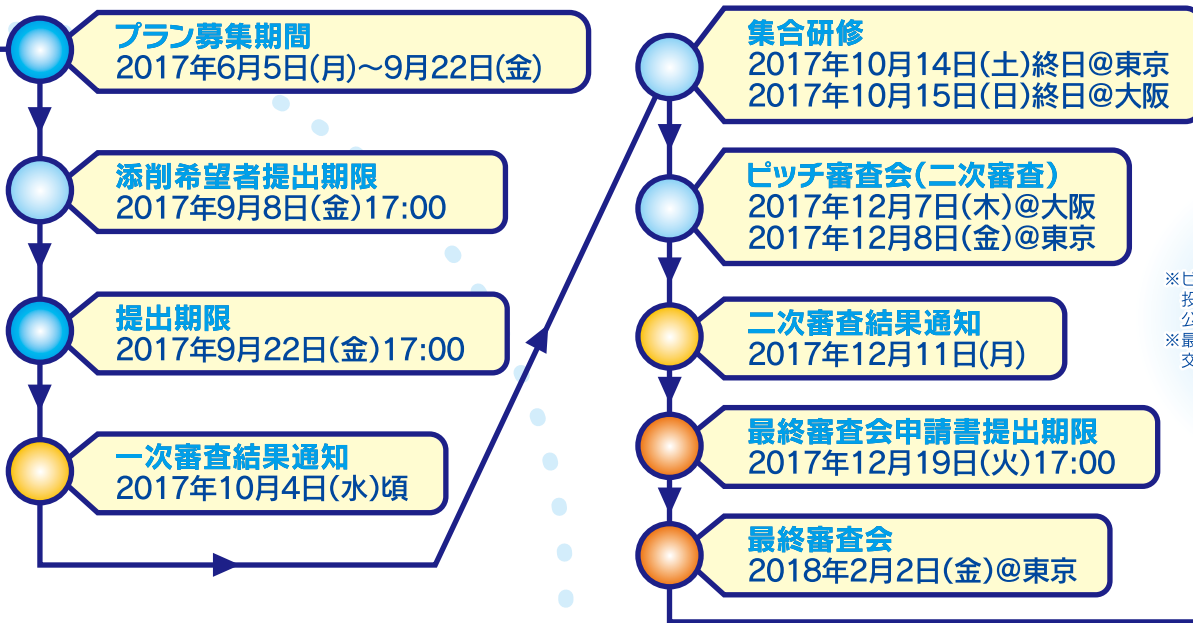 プラン募集期間
2017年6月5日(月)～9月22日(金)
添削希望者提出期限
2017年9月8日(金)17:00
提出期限
2017年9月22日(金)17:00
一次審査結果通知
2017年10月4日(水)頃
集合研修
2017年10月14日(土)終日@東京
2017年10月15日(日)終日@大阪
ピッチ審査会(二次審査)
2017年12月7日(木)@大阪
2017年12月8日(金)@東京
二次審査結果通知
2017年12月11日(月)
最終審査会申請書提出期限
2017年12月19日(火)17:00
最終審査会
2018年2月2日(金)@東京
※ピ
投
公
※最
交